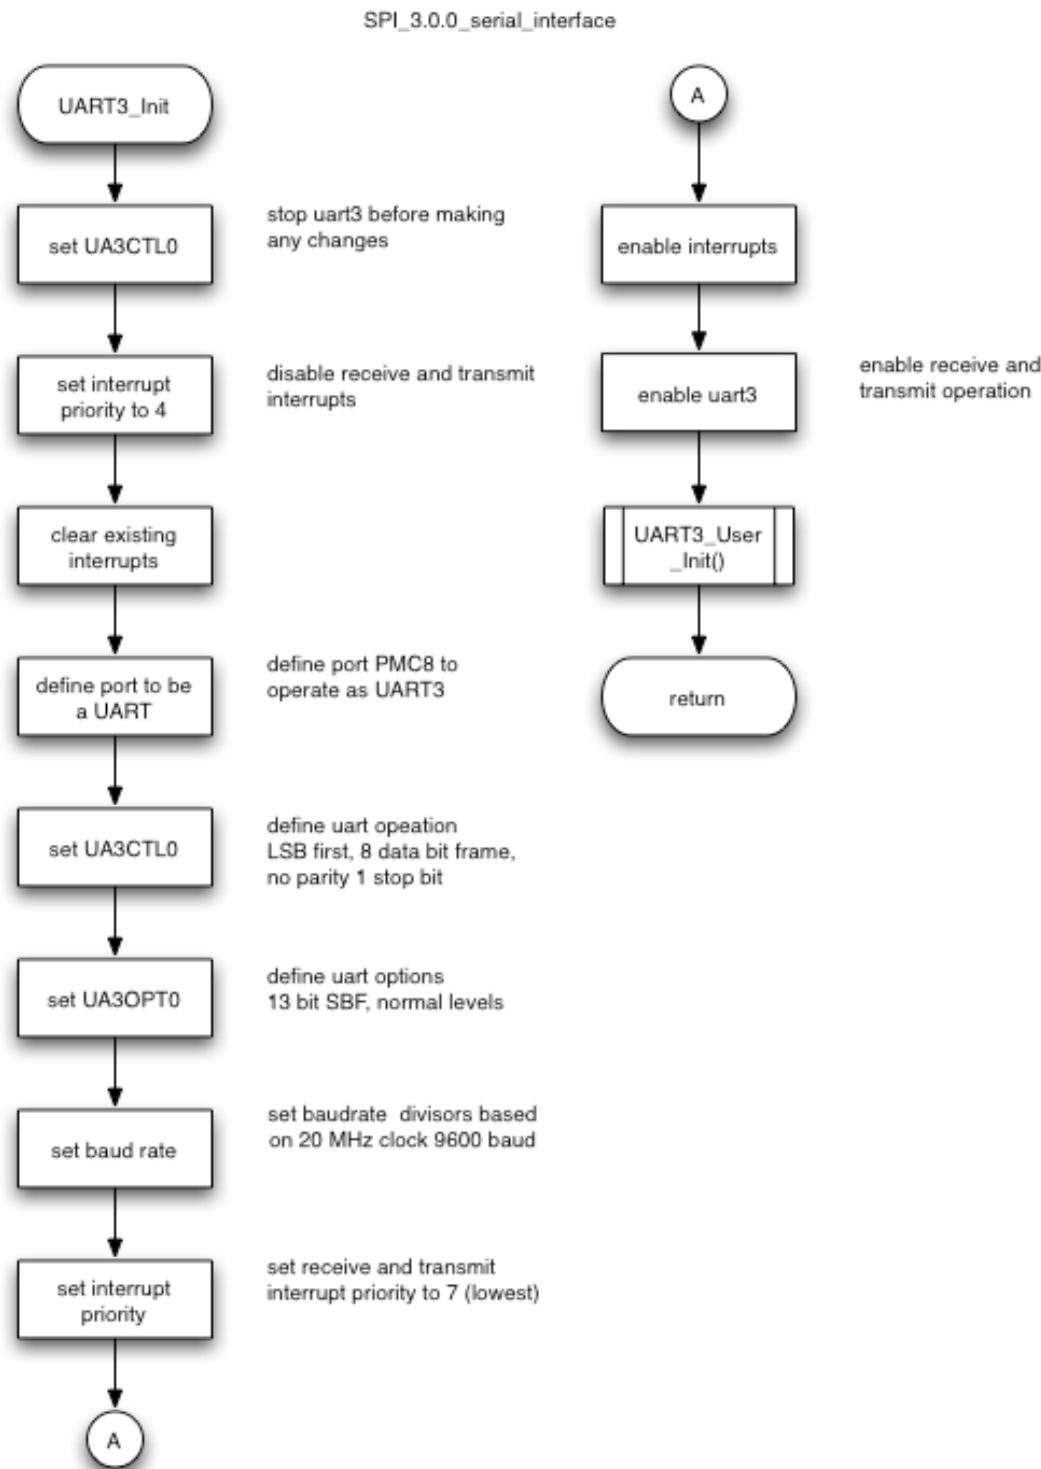 SPI_3.0.0_serial_interface
UART3_Init
set UA3CTL0
stop uart3 before making
any changes
set interrupt
priority to 4
disable receive and transmit
interrupts
clear existing
interrupts
define port to be
a UART
define port PMC8 to
operate as UART3
set UA3CTL0
define uart opeation
LSB first, 8 data bit frame,
no parity 1 stop bit
set UA3OPT0
define uart options
13 bit SBF, normal levels
set baud rate
set baudrate  divisors based
on 20 MHz clock 9600 baud
set interrupt
priority
set receive and transmit
interrupt priority to 7 (lowest)
A
A
enable interrupts
enable uart3
enable receive and
transmit operation
UART3_User
_Init()
return